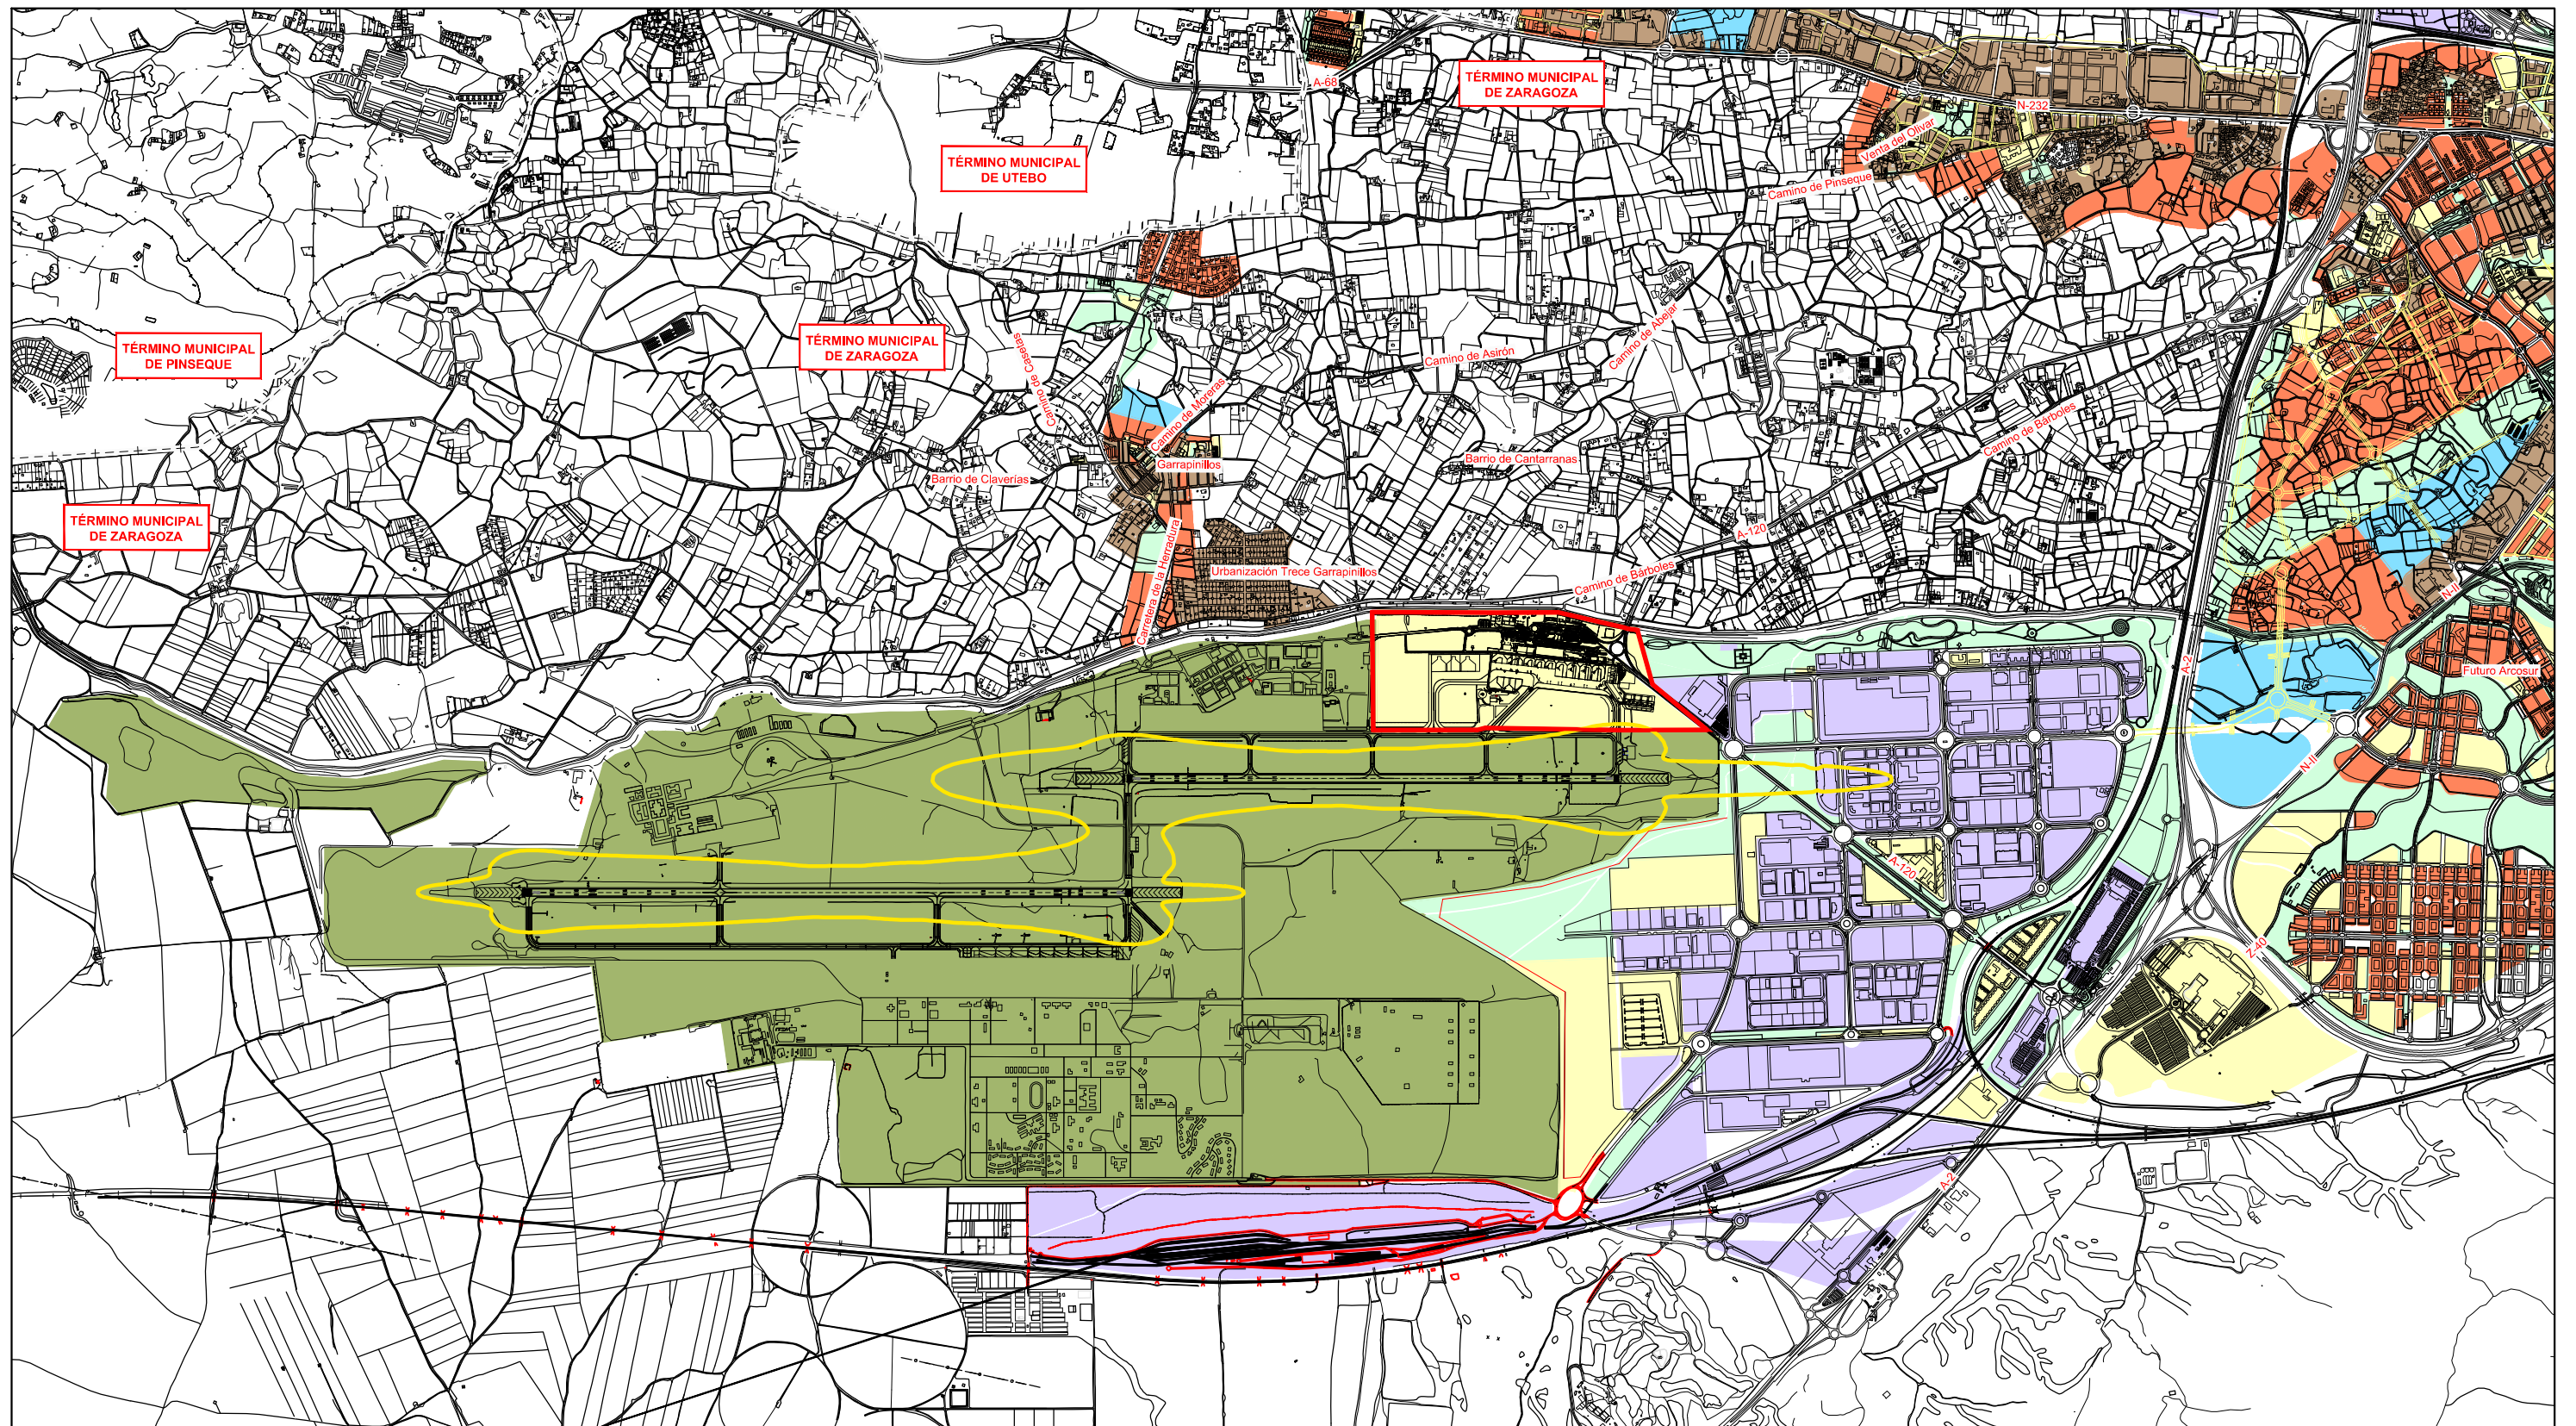 TÉRMINO MUNICIPAL
DE ZARAGOZA
A-68
N-232
TÉRMINO MUNICIPAL
DE UTEBO
Venta del Olivar
Camino de Pinseque
TÉRMINO MUNICIPAL
DE PINSEQUE
TÉRMINO MUNICIPAL
DE ZARAGOZA
Camino de Casetas
Camino de Moreras
Camino de Asirón
Camino de Abejar
Camino de Bárboles
Garrapinillos
Barrio de Claverías
Barrio de Cantarranas
TÉRMINO MUNICIPAL
DE ZARAGOZA
A-120
Carretera de la Herradura
Urbanización Trece Garrapinillos
Camino de Bárboles
N-II
A-2
Futuro Arcosur
N-II
A-120
Z-40
A-2